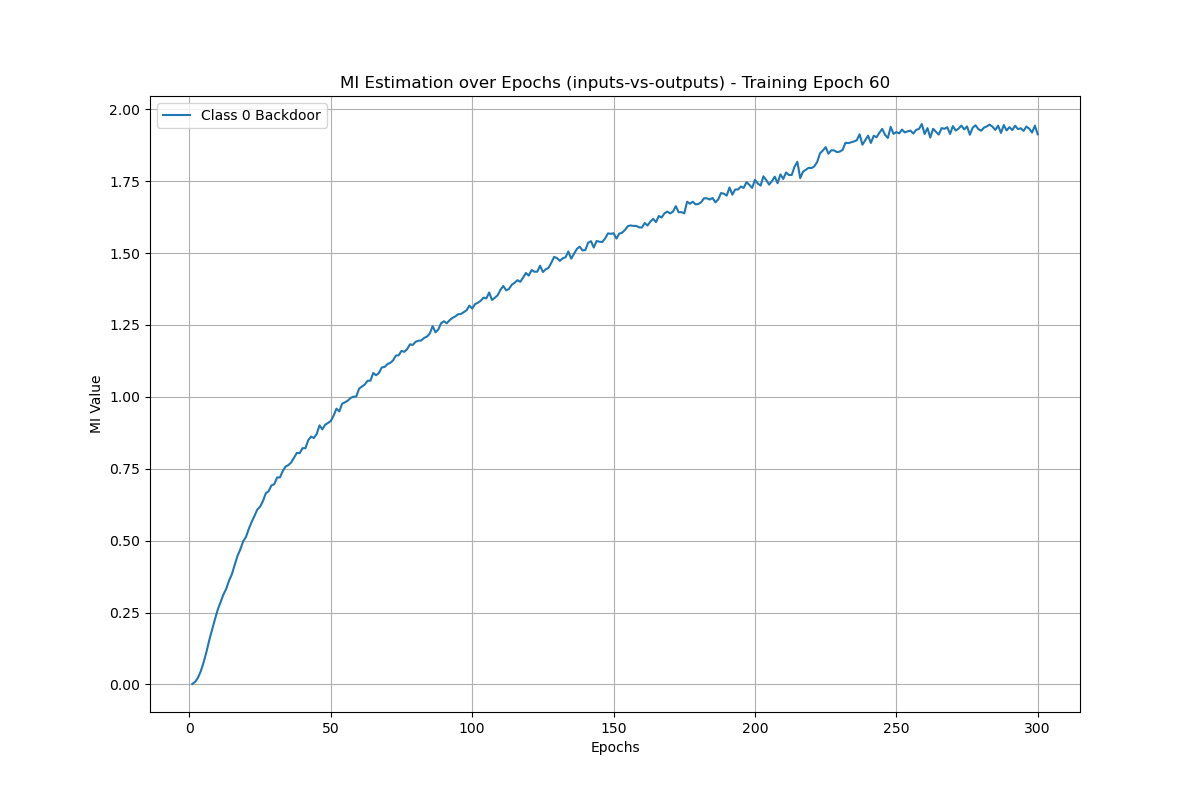 MI Estimation over Epochs (inputs-vs-outputs) - Training Epoch 60
Class 0 Backdoor
2.00
1.75
1.50
1.25
1.00
0.75
0.50
0.25
0.00
MI Value
0 50 100 150 200 250 300
Epochs